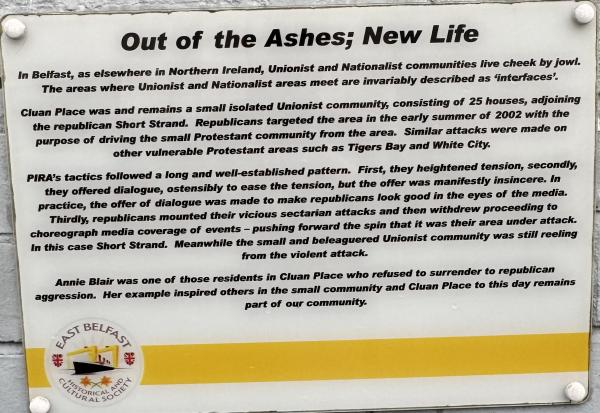 Out of the Ashes; New Life
In Belfast, as elsewhere in Northern Ireland, Unionist and Nationalist communities live cheek by jowl.
The areas where Unionist and Nationalist areas meet are invariably described as ‘interfaces’.
Cluan Place was and remains a small isolated Unionist community, consisting of 25 houses, adjoining
the republican Short Strand. Republicans targeted the area in the early summer of 2002 with the
purpose of driving the small Protestant community from the area. Similar attacks were made on
other vulnerable Protestant areas such as Tigers Bay and White City.
PIRA’s tactics followed a long and well-established pattern. First, they heightened tension, secondly,
they offered dialogue, ostensibly to ease the tension, but the offer was manifestly insincere. In
practice, the offer of dialogue was made to make republicans look good in the eyes of the media.
Thirdly, republicans mounted their vicious sectarian attacks and then withdrew proceeding to
choreograph media coverage of events – pushing forward the spin that it was their area under attack.
In this case Short Strand. Meanwhile the small and beleaguered Unionist community was still reeling
from the violent attack.
Annie Blair was one of those residents in Cluan Place who refused to surrender to republican
aggression. Her example inspired others in the small community and Cluan Place to this day remains
part of our community.
EAST BELFAST
HISTORICAL AND
CULTURAL SOCIETY